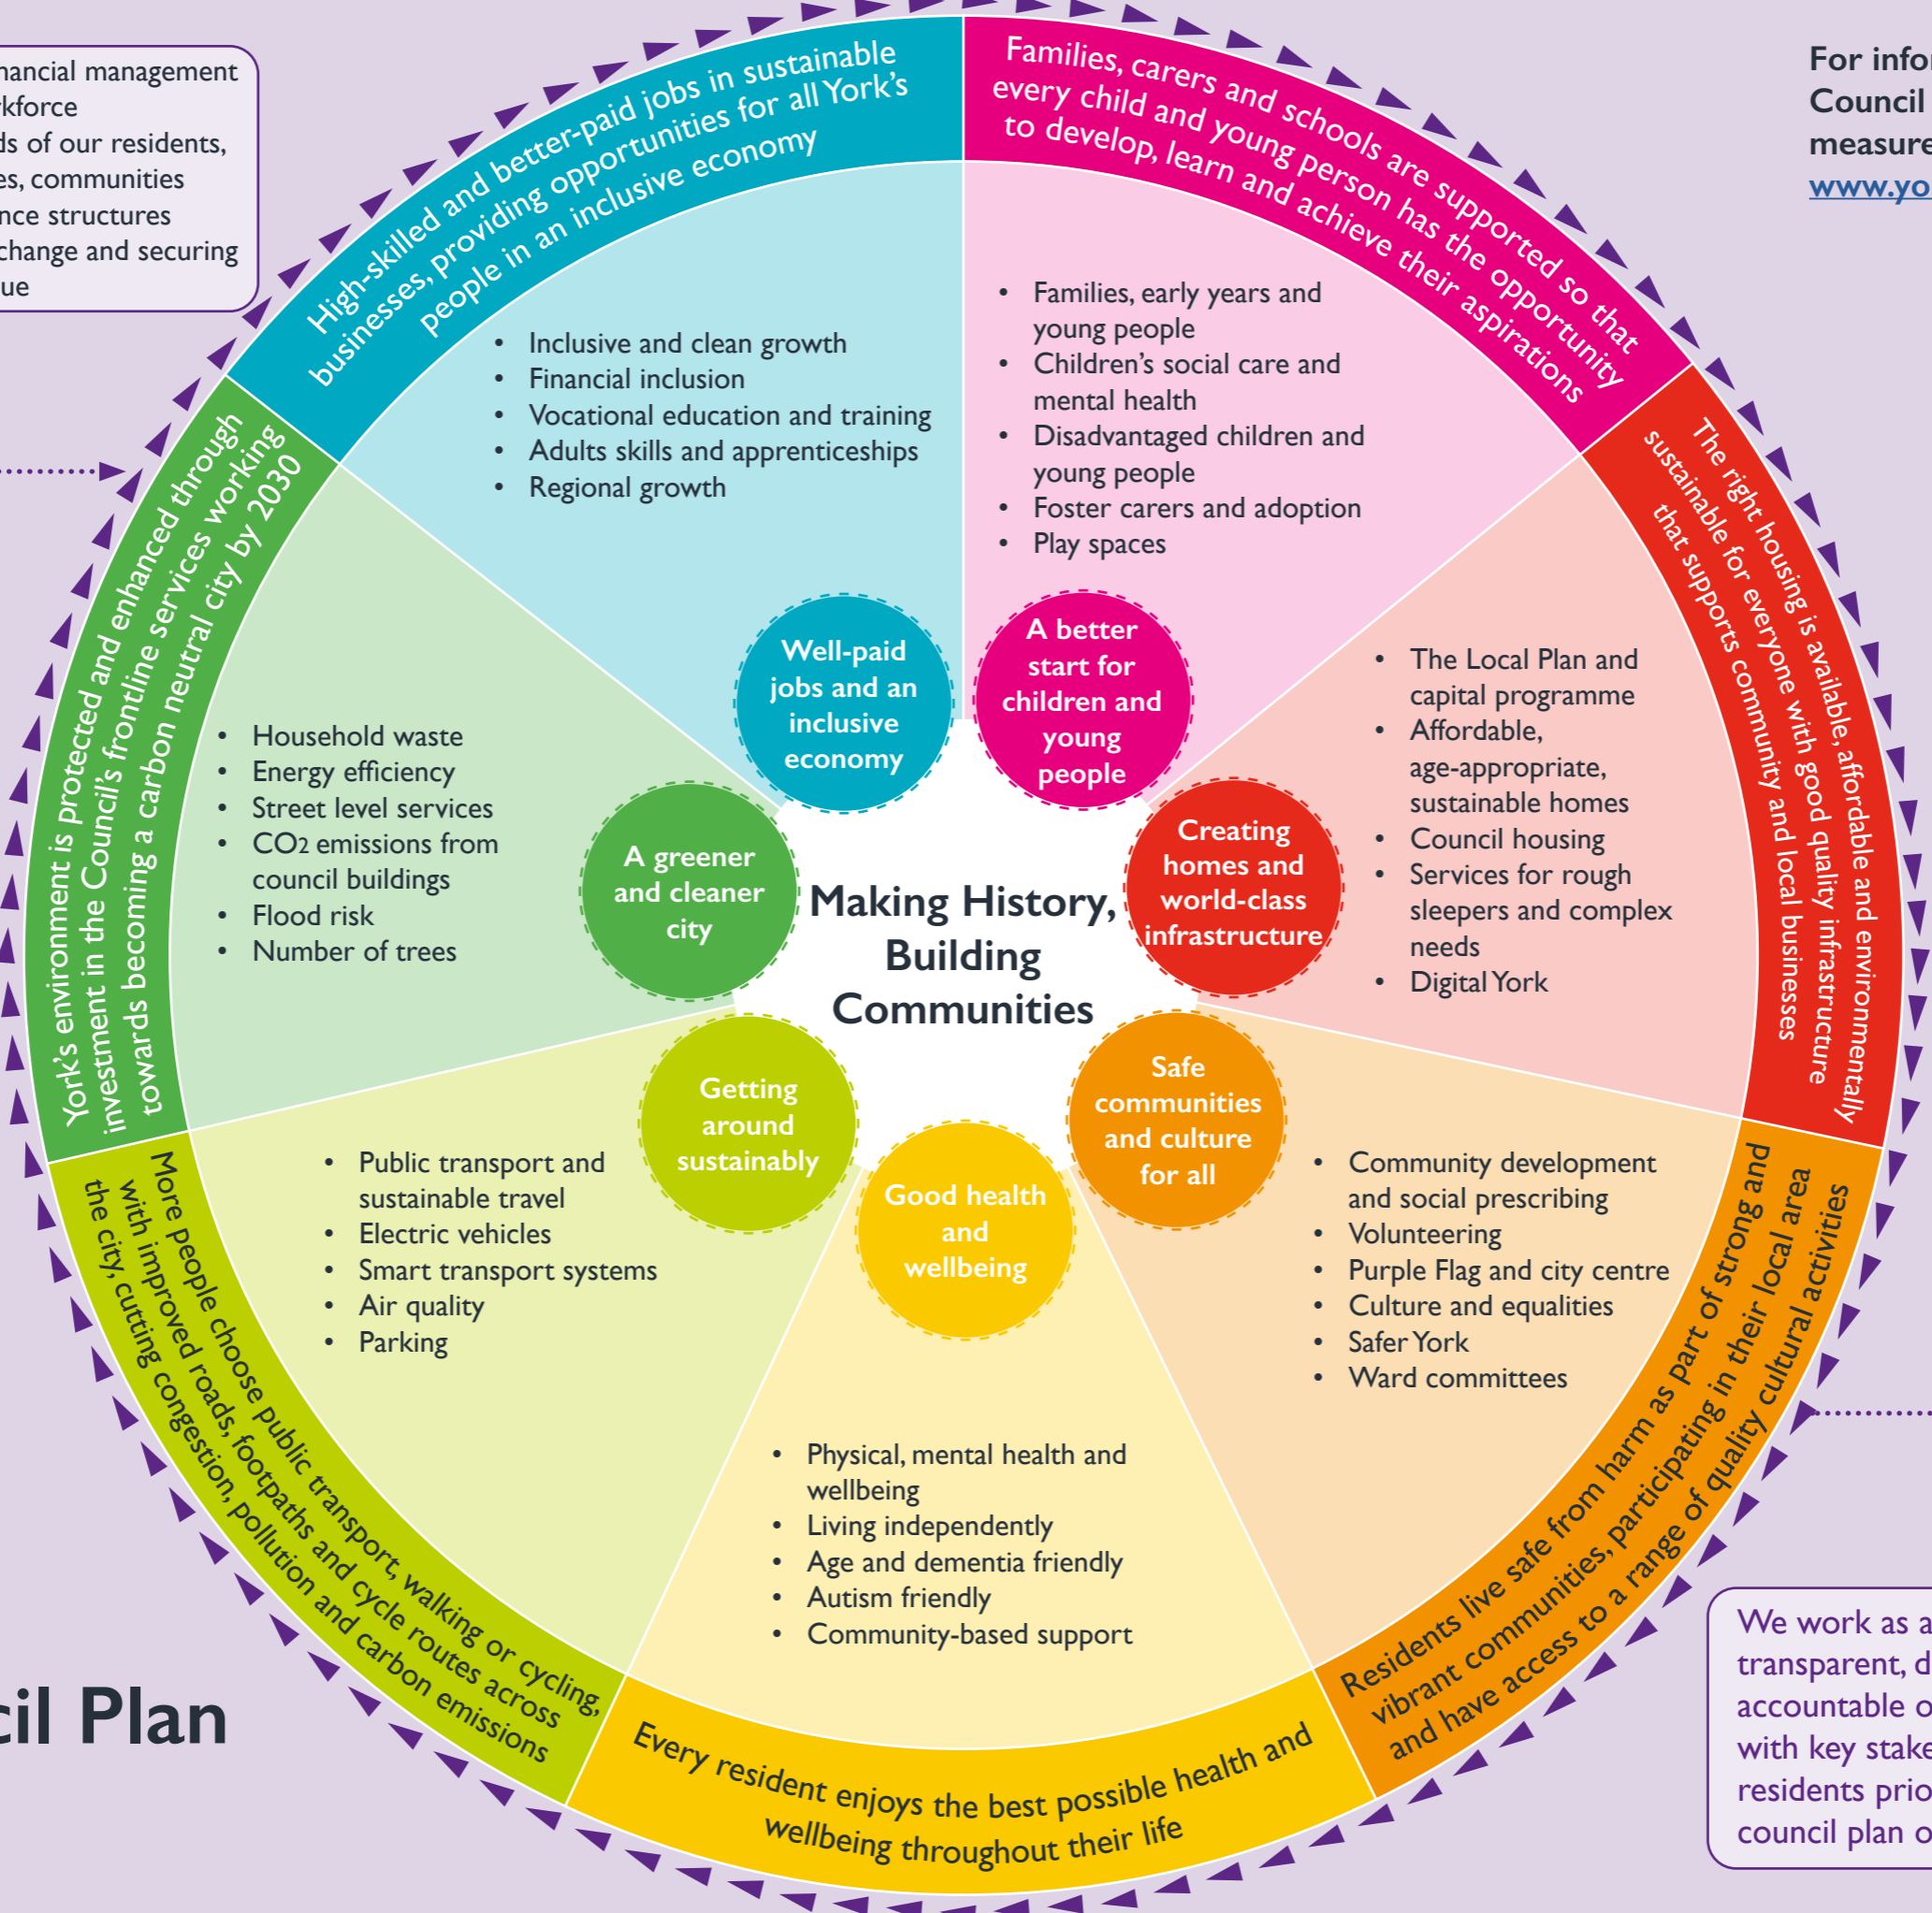 financial management
ds of our residents,
communities
structures
change and securing
For
Council
measure
www.yo
High-skilled and better-paid jobs in sustainable
businesses, providing opportunities for all York's
people in an inclusive economy
Families, carers and schools are supported so that
every child and young person has the opportunity
to develop, learn and achieve their aspirations
The right housing is available, affordable and environmentally
sustainable for everyone with good quality infrastructure
that supports community and local businesses
Residents live safe from harm as part of strong and
vibrant communities, participating in their local area
and have access to a range of quality cultural activities
Every resident enjoys the best possible health and
wellbeing throughout their life
More people choose public transport, walking or cycling,
with improved roads, footpaths and cycle routes across
the city, cutting congestion, pollution and carbon emissions
York's environment is protected and enhanced through
investment in the Council's frontline services working
towards becoming a carbon neutral city by 2030
• Inclusive and clean growth
• Financial inclusion
• Vocational education and training
• Adults skills and apprenticeships
• Regional growth
• Families, early years and
young people
• Children's social care and
mental health
• Disadvantaged children and
young people
• Foster carers and adoption
• Play spaces
• The Local Plan and
capital programme
• Affordable,
age-appropriate,
sustainable homes
• Council housing
• Services for rough
sleepers and complex
needs
• Digital York
• Community development
and social prescribing
• Volunteering
• Purple Flag and city centre
• Culture and equalities
• Safer York
• Ward committees
• Physical, mental health and
wellbeing
• Living independently
• Age and dementia friendly
• Autism friendly
• Community-based support
• Public transport and
sustainable travel
• Electric vehicles
• Smart transport systems
• Air quality
• Parking
• Household waste
• Energy efficiency
• Street level services
• CO2 emissions from
council buildings
• Flood risk
• Number of trees
Well-paid
jobs and an
inclusive
economy
A better
start for
children and
young
people
Creating
homes and
world-class
infrastructure
Safe
communities
and culture
for all
Good health
and
wellbeing
Getting
around
sustainably
A greener
and cleaner
city
Making History,
Building
Communities
cil Plan
We work as a
transparent, d
accountable o
with key stake
residents prio
council plan o